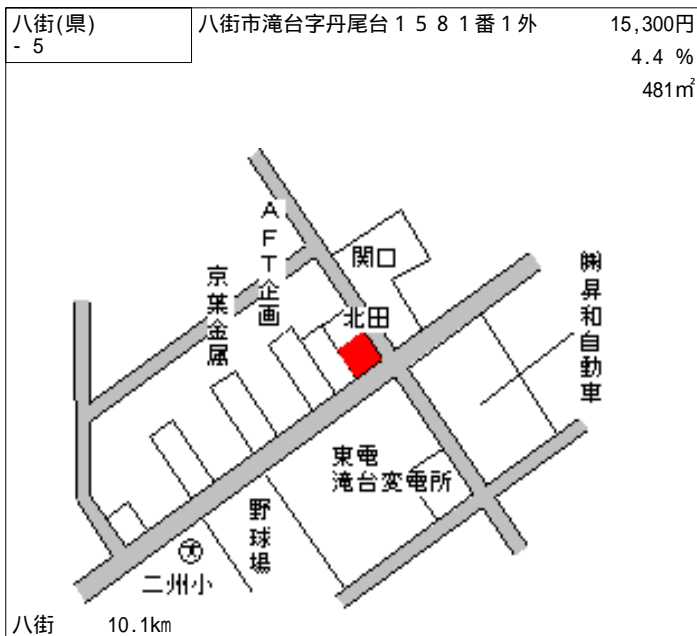 八街(県)
- 5
八街市滝台字丹尾台１５８１番１外
15,300円
4.4 %
481㎡
ＡＦＴ企画
関口
京葉金属
北田
㈱昇和自動車
東電
滝台変電所
野球場
㊛
二州小
八街 10.1km